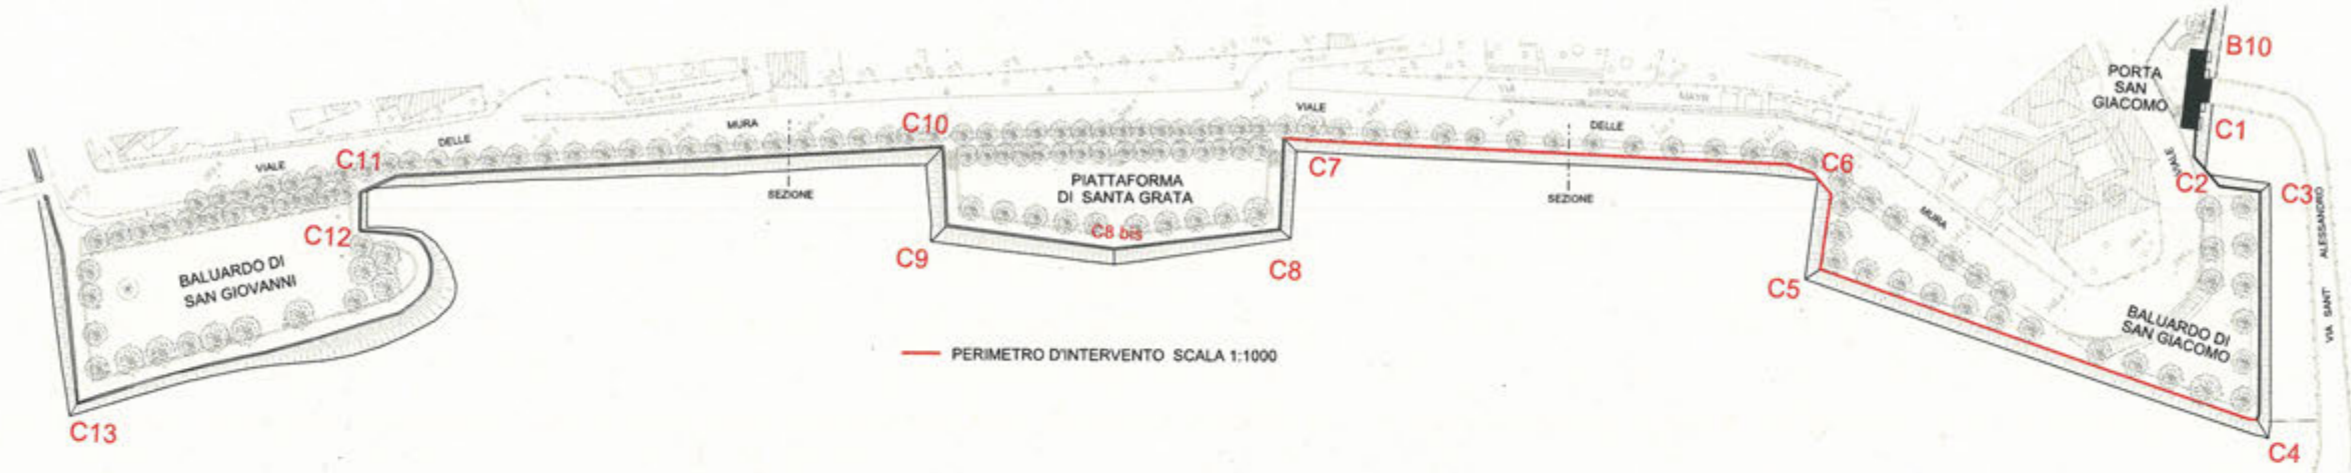 B10
PORTA
SAN
GIACOMO
C1
VIALE
C2
C3
VIA SANT' ALESSANDRO
VIALE
DELLE
MURA
C10
VIALE
DELLE
MURA
C11
C12
C7
C6
C9
C8 bis
C8
C5
C13
C4
SEZIONE
SEZIONE
PIATTAFORMA
DI SANTA GRATA
BALUARDO DI
SAN GIOVANNI
BALUARDO DI
SAN GIACOMO
PERIMETRO D'INTERVENTO SCALA 1:1000